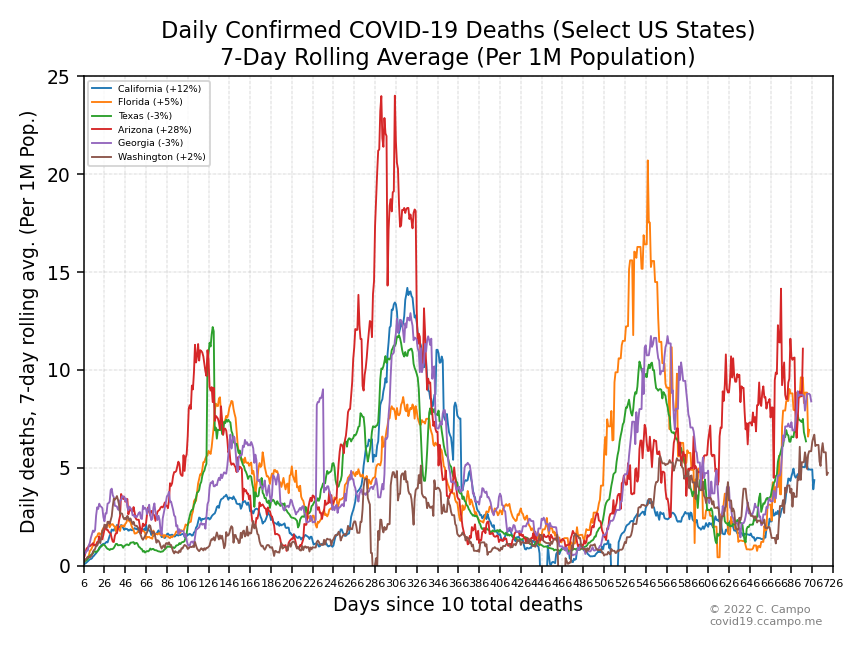 Daily Confirmed COVID-19 Deaths (Select US States)
7-Day Rolling Average (Per 1M Population)
25
20
15
10
5
0
Daily deaths, 7-day rolling avg. (Per 1M Pop.)
California (+12%)
Florida (+5%)
Texas (-3%)
Arizona (+28%)
Georgia (-3%)
Washington (+2%)
6 26 46 66 86 106 126 146 166 186 206 226 246 266 286 306 326 346 366 386 406 426 446 466 486 506 526 546 566 586 606 626 646 666 686 706 726
Days since 10 total deaths
© 2022 C. Campo
covid19.ccampo.me